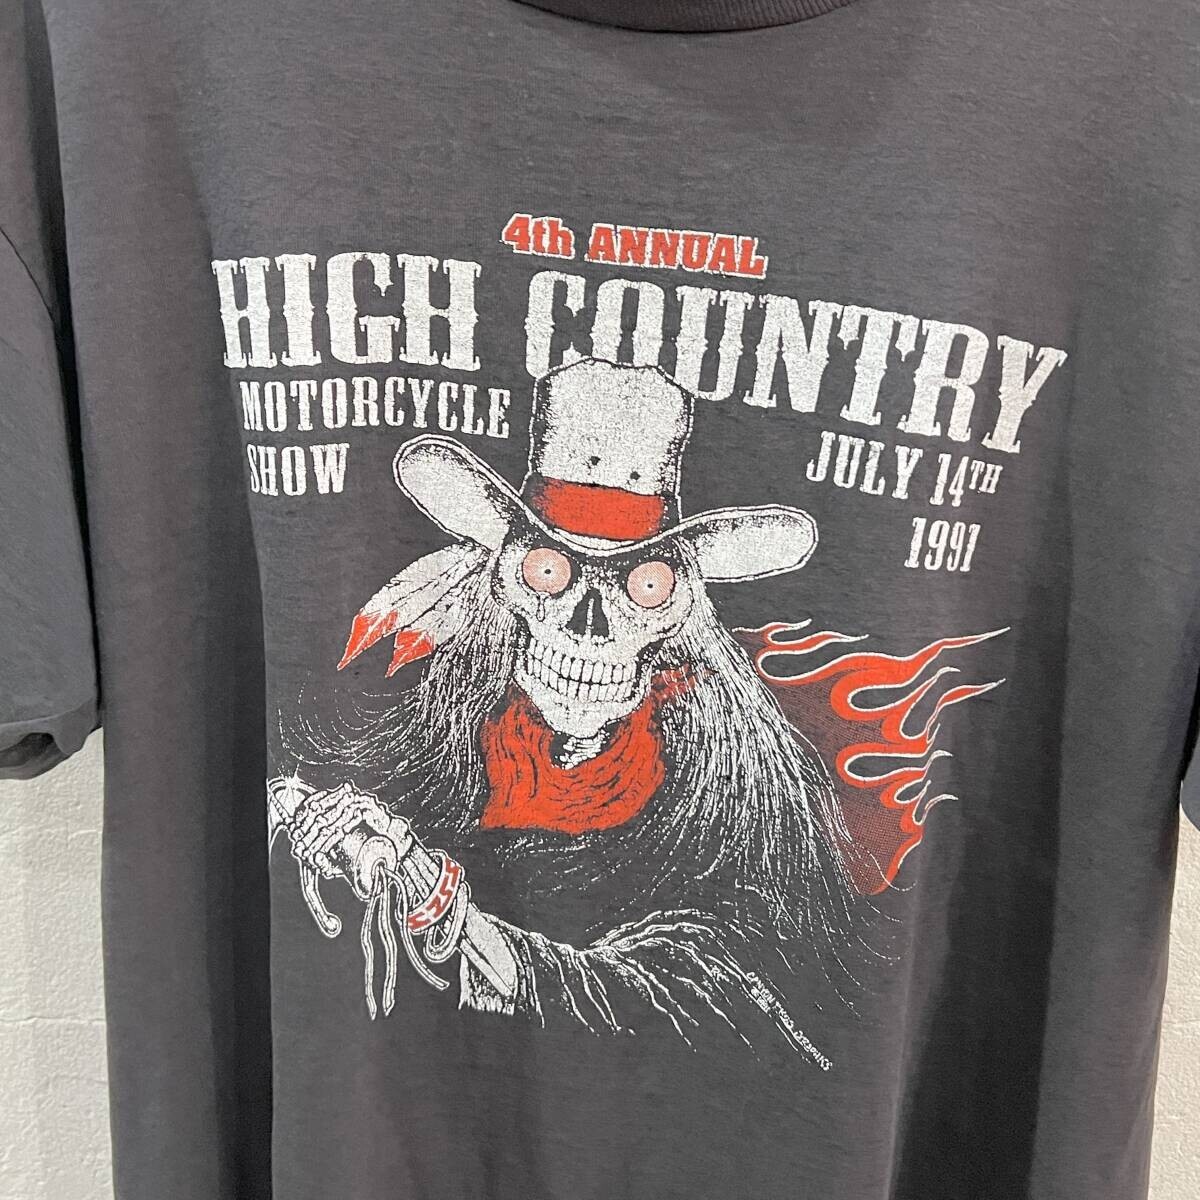 4th ANNUAL
HIGH COUNTRY
MOTORCYCLE
SHOW
JULY 14TH
1991